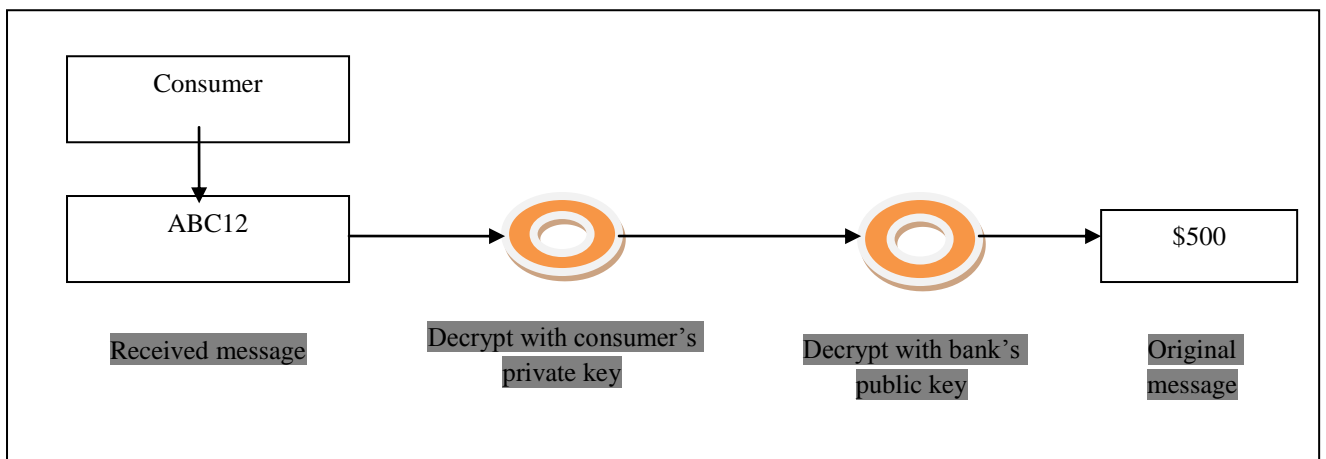 Consumer
ABC12
$500
Received message
Decrypt with consumer’s
private key
Decrypt with bank’s
public key
Original
message